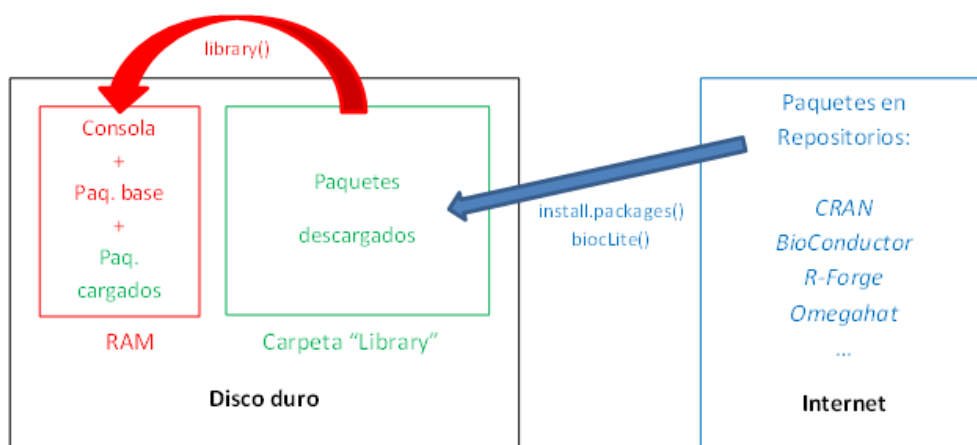 library()
Consola
+
Paq. base
+
Paq.
cargados
RAM
Paquetes
descargados
Carpeta “Library”
Disco duro
install.packages()
biocLite()
Paquetes en
Repositorios:
CRAN
BioConductor
R-Forge
Omegahat
...
Internet